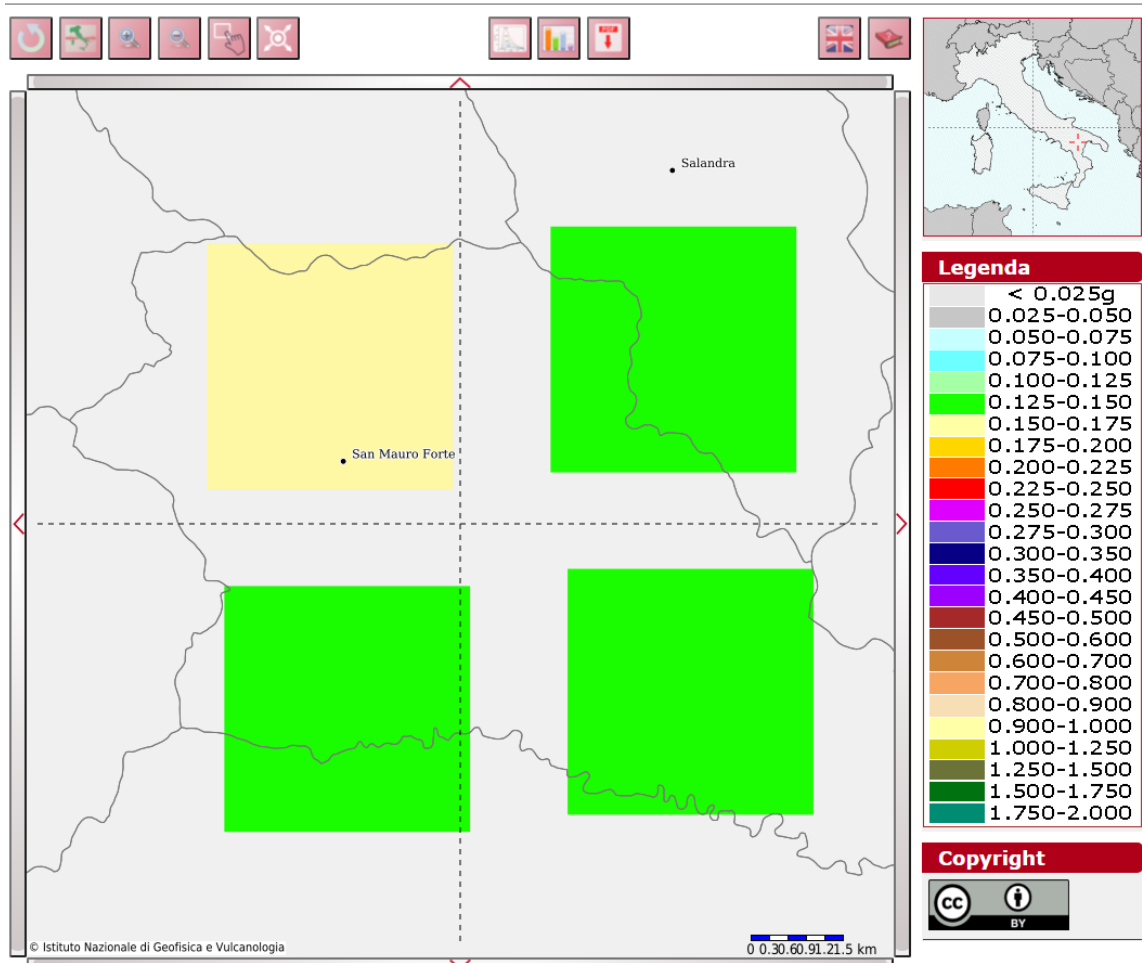 PDF
Salandra
San Mauro Forte
© Istituto Nazionale di Geofisica e Vulcanologia
0 0.30.60.91.21.5 km
Legenda
< 0.025g
0.025-0.050
0.050-0.075
0.075-0.100
0.100-0.125
0.125-0.150
0.150-0.175
0.175-0.200
0.200-0.225
0.225-0.250
0.250-0.275
0.275-0.300
0.300-0.350
0.350-0.400
0.400-0.450
0.450-0.500
0.500-0.600
0.600-0.700
0.700-0.800
0.800-0.900
0.900-1.000
1.000-1.250
1.250-1.500
1.500-1.750
1.750-2.000
Copyright
cc
BY